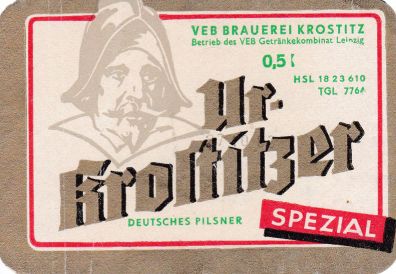 VEB BRAUEREI KROSTITZ
Betrieb des VEB Getränkekombinat Leipzig
0,5 l
HSL 18 23 610
TGL 7764
Ur-
Krostitzer
DEUTSCHES PILSNER
SPEZIAL